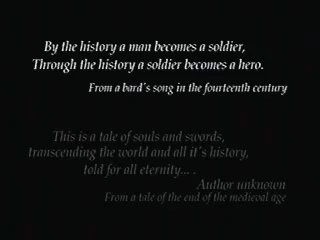 By the history a man becomes a soldier,
Through the history a soldier becomes a hero.
From a bard's song in the fourteenth century
This is a tale of souls and swords,
transcending the world and all it's history,
told for all eternity... .
Author unknown
From a tale of the end of the medieval age